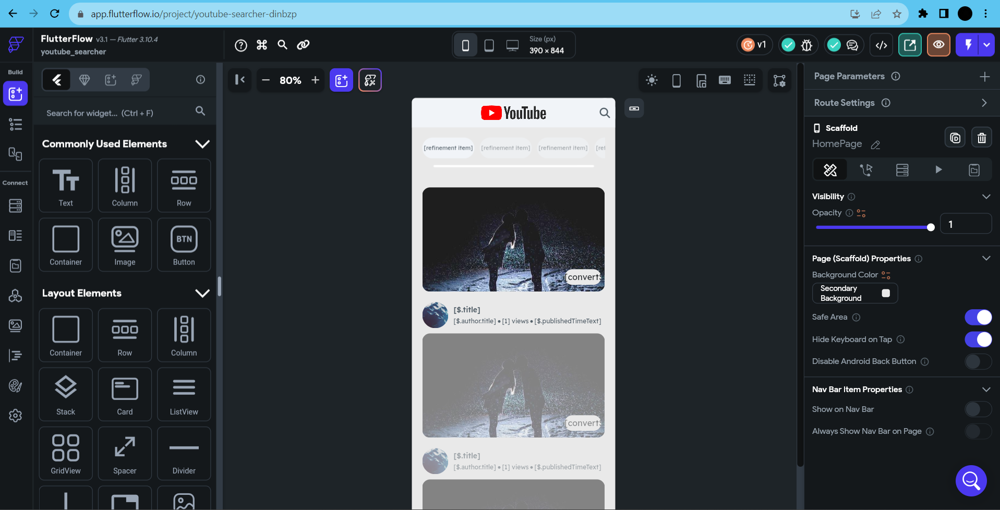 app.flutterflow.io/project/youtube-searcher-dinbzp
FlutterFlow v3.1 — Flutter 3.10.4
youtube_searcher
Size (px)
390 × 844
v1
Build
Connect
80%
Search for widget... (Ctrl + F)
Commonly Used Elements
Text
Column
Row
Container
Image
BTN
Button
Layout Elements
Container
Row
Column
Stack
Card
ListView
GridView
Spacer
Divider
YouTube
[refinement item]
[refinement item]
[refinement item]
[ref
[convertS
[$.title]
[$.author.title] • [1] views • [$.publishedTimeText]
[convertS
[$.title]
[$.author.title] • [1] views • [$.publishedTimeText]
Page Parameters
Route Settings
Scaffold
HomePage
Visibility
Opacity
1
Page (Scaffold) Properties
Background Color
Secondary
Background
Safe Area
Hide Keyboard on Tap
Disable Android Back Button
Nav Bar Item Properties
Show on Nav Bar
Always Show Nav Bar on Page